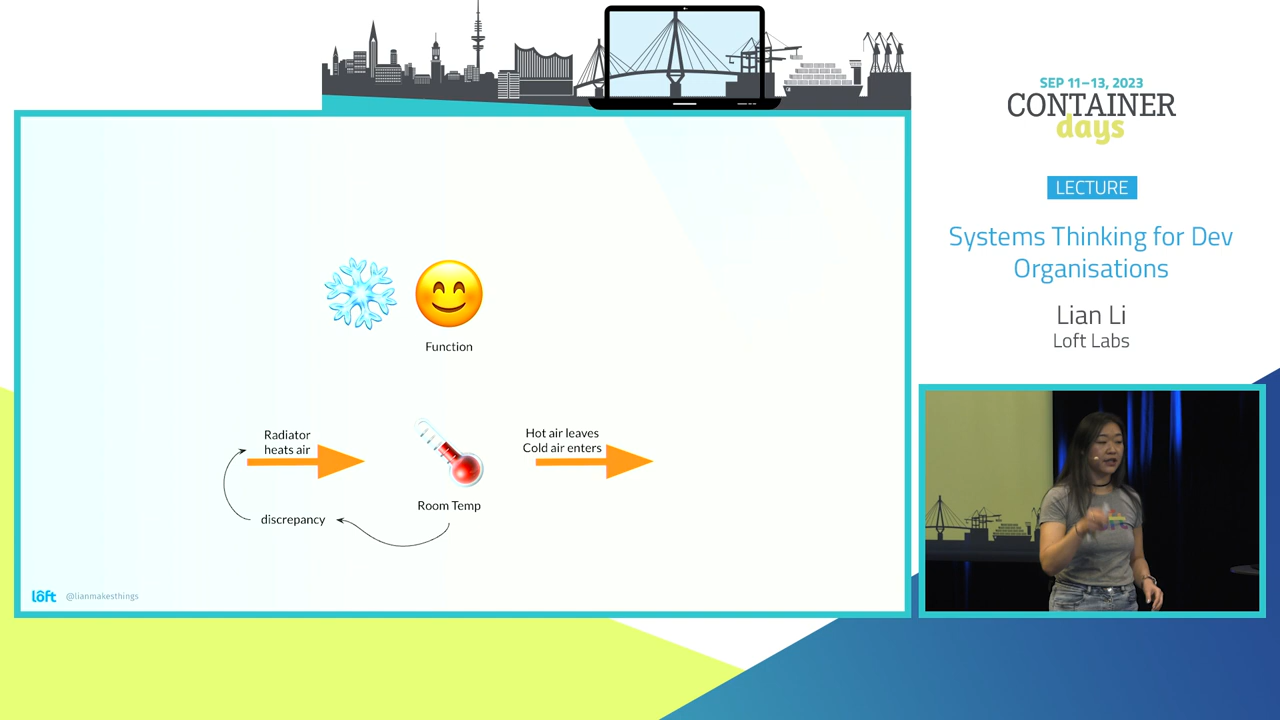 SEP 11–13, 2023
CONTAINER
days
LECTURE
Systems Thinking for Dev
Organisations
Lian Li
Loft Labs
Function
Radiator
heats air
Hot air leaves
Cold air enters
Room Temp
discrepancy
lôft
@lianmakesthings